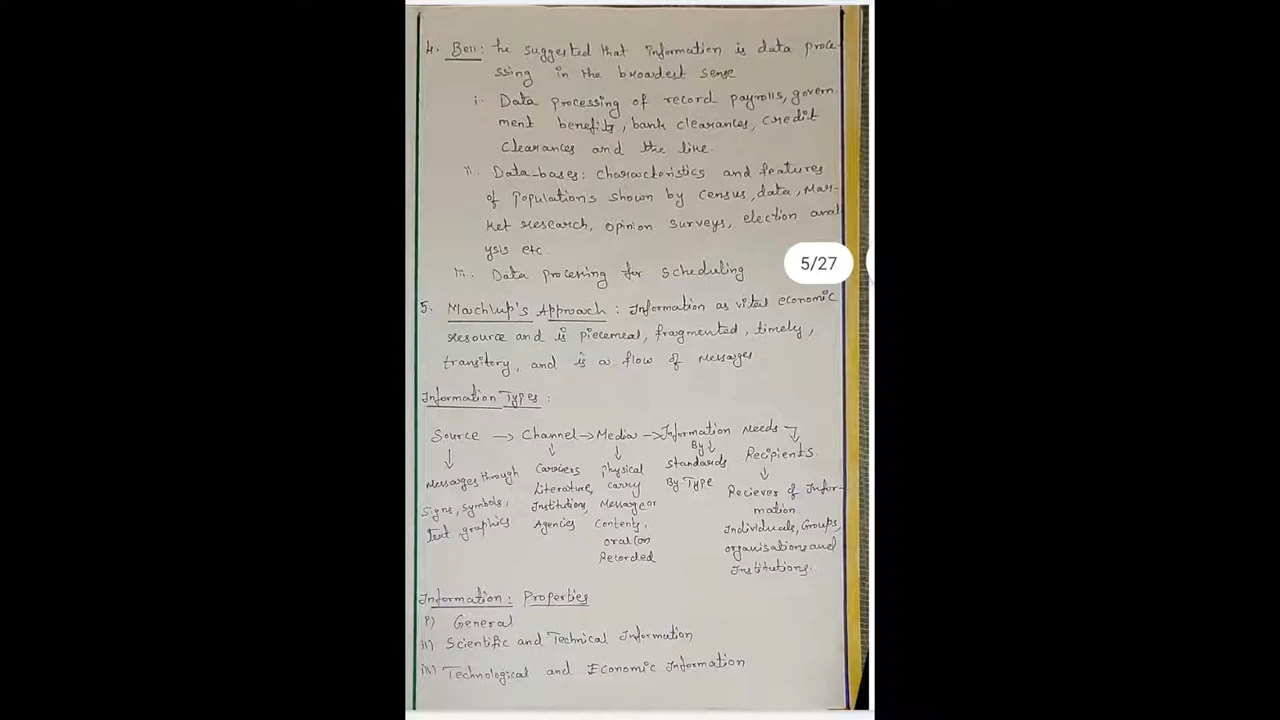 4. Bell: he suggested that information is data proce-
ssing in the broadest sense
i. Data processing of record payrolls, govern
ment benefits, bank clearances, credit
clearances and the like.
ii. Data-bases: characteristics and features
of populations shown by census, data, Mar-
ket research, opinion surveys, election anal
ysis etc.
5/27
iii. Data processing for scheduling
5. Machlup's Approach: Information as vital economic
resource and is piecemeal, fragmented, timely,
transitory, and is a flow of messages
Information Types:
Source → Channel → Media → Information Needs →
Recipients.
Messages through
Signs, symbols,
Text, graphics
Carriers
Literature,
Institutions,
Agencies
Physical
carry
Message or
Contents.
oral (or)
Recorded
By
Standards
By Type
Reciever of Infor-
mation.
Individuals, Groups,
organisations and
Institutions.
Information: Properties
i) General
ii) Scientific and Technical Information
iii) Technological and Economic Information